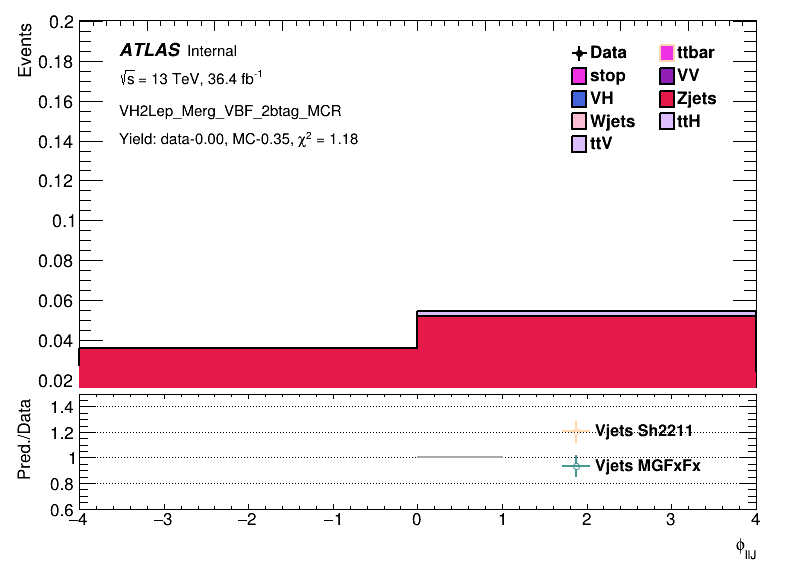 Events
0.2
0.18
0.16
0.14
0.12
0.1
0.08
0.06
0.04
0.02
ATLAS Internal
√s = 13 TeV, 36.4 fb⁻¹
VH2Lep_Merg_VBF_2btag_MCR
Yield: data-0.00, MC-0.35, χ² = 1.18
Data
ttbar
stop
VV
VH
Zjets
Wjets
ttH
ttV
Pred./Data
1.4
1.2
1
0.8
0.6
Vjets Sh2211
Vjets MGFxFx
−4 −3 −2 −1 0 1 2 3 4
ϕ_llJ